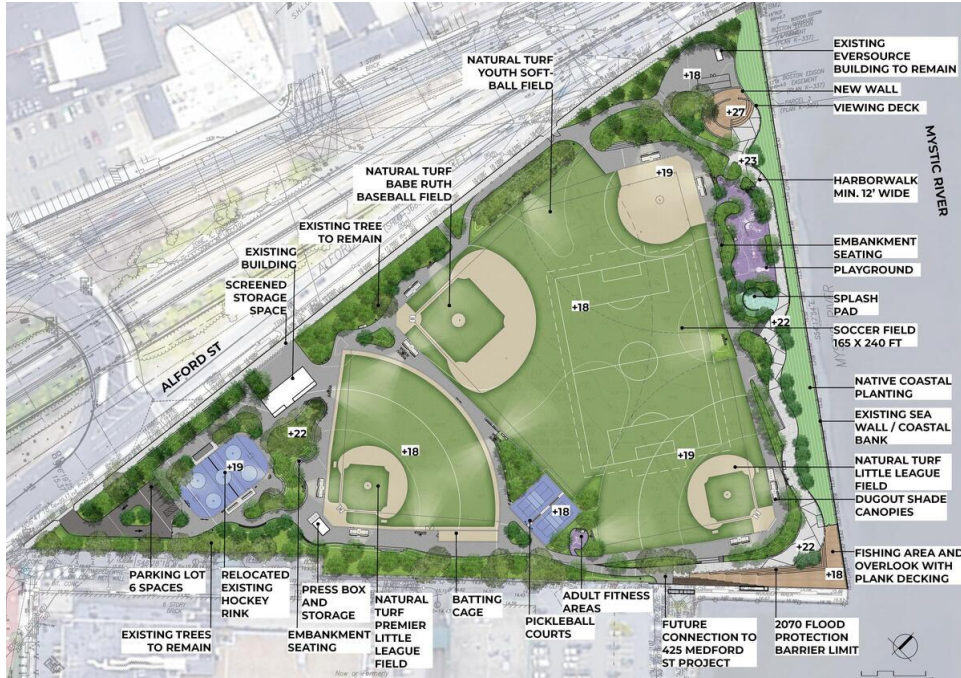 EXISTING
EVERSOURCE
BUILDING TO REMAIN
NEW WALL
VIEWING DECK
MYSTIC RIVER
HARBORWALK
MIN. 12' WIDE
EMBANKMENT
SEATING
PLAYGROUND
SPLASH
PAD
SOCCER FIELD
165 X 240 FT
NATIVE COASTAL
PLANTING
EXISTING SEA
WALL / COASTAL
BANK
NATURAL TURF
LITTLE LEAGUE
FIELD
DUGOUT SHADE
CANOPIES
FISHING AREA AND
OVERLOOK WITH
PLANK DECKING
NATURAL TURF
YOUTH SOFT-
BALL FIELD
NATURAL TURF
BABE RUTH
BASEBALL FIELD
EXISTING TREE
TO REMAIN
EXISTING
BUILDING
SCREENED
STORAGE
SPACE
ALFORD ST
+18
+27
+23
+19
+18
+22
+22
+19
+18
+19
+18
+22
+18
PARKING LOT
6 SPACES
RELOCATED
EXISTING
HOCKEY
RINK
PRESS BOX
AND
STORAGE
NATURAL
TURF
PREMIER
LITTLE
LEAGUE
FIELD
BATTING
CAGE
PICKLEBALL
COURTS
ADULT FITNESS
AREAS
FUTURE
CONNECTION TO
425 MEDFORD
ST PROJECT
2070 FLOOD
PROTECTION
BARRIER LIMIT
EXISTING TREES
TO REMAIN
EMBANKMENT
SEATING
Now or Formerly